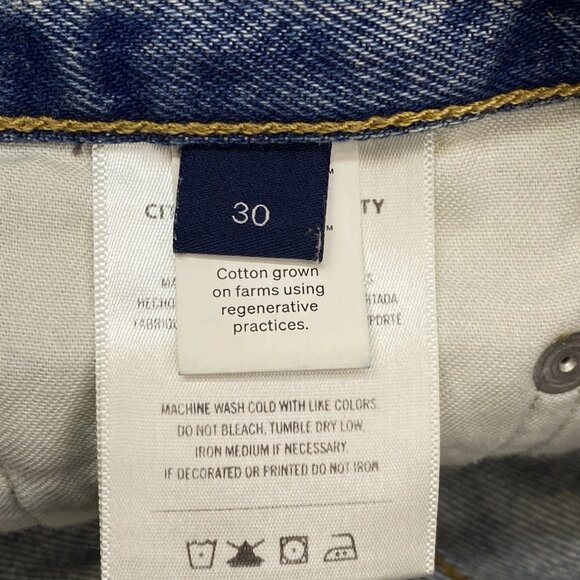 30
TY
Cotton grown
on farms using
regenerative
practices.
MACHINE WASH COLD WITH LIKE COLORS.
DO NOT BLEACH. TUMBLE DRY LOW.
IRON MEDIUM IF NECESSARY.
IF DECORATED OR PRINTED DO NOT IRON